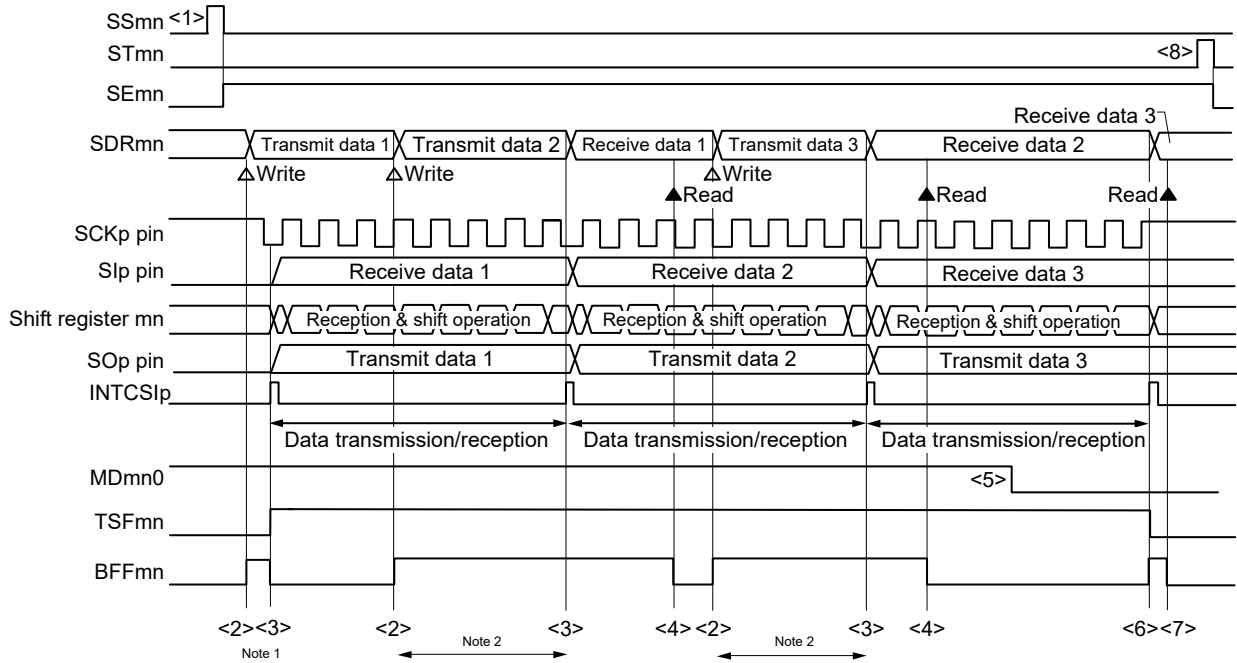 SSmn <1>
STmn <8>
SEmn
Receive data 3
SDRmn Transmit data 1 Transmit data 2 Receive data 1 Transmit data 3 Receive data 2
Write Write Write
Read Read Read
SCKp pin
SIp pin Receive data 1 Receive data 2 Receive data 3
Shift register mn Reception & shift operation Reception & shift operation Reception & shift operation
SOp pin Transmit data 1 Transmit data 2 Transmit data 3
INTCSIp
Data transmission/reception Data transmission/reception Data transmission/reception
MDmn0 <5>
TSFmn
BFFmn
<2> <3> <2> <3> <4> <2> <3> <4> <6> <7>
Note 1 Note 2 Note 2